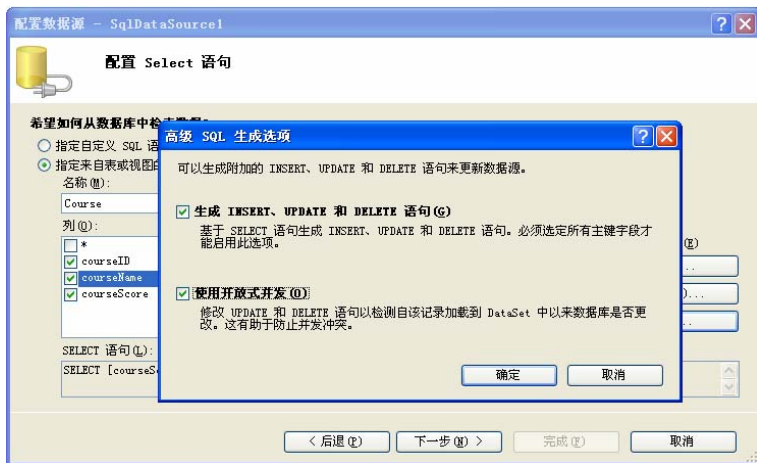 配置数据源 - SqlDataSource1
配置 Select 语句
希望如何从数据库中检
指定自定义 SQL 语
指定来自表或视图的
名称(M):
Course
列(O):
*
courseID
courseName
courseScore
SELECT 语句(L):
SELECT [courseS
高级 SQL 生成选项
可以生成附加的 INSERT、UPDATE 和 DELETE 语句来更新数据源。
生成 INSERT、UPDATE 和 DELETE 语句(G)
基于 SELECT 语句生成 INSERT、UPDATE 和 DELETE 语句。必须选定所有主键字段才
能启用此选项。
使用开放式并发(O)
修改 UPDATE 和 DELETE 语句以检测自该记录加载到 DataSet 中以来数据库是否更
改。这有助于防止并发冲突。
确定
取消
(E)
..
)...
..
< 后退(P)
下一步(N) >
完成(F)
取消